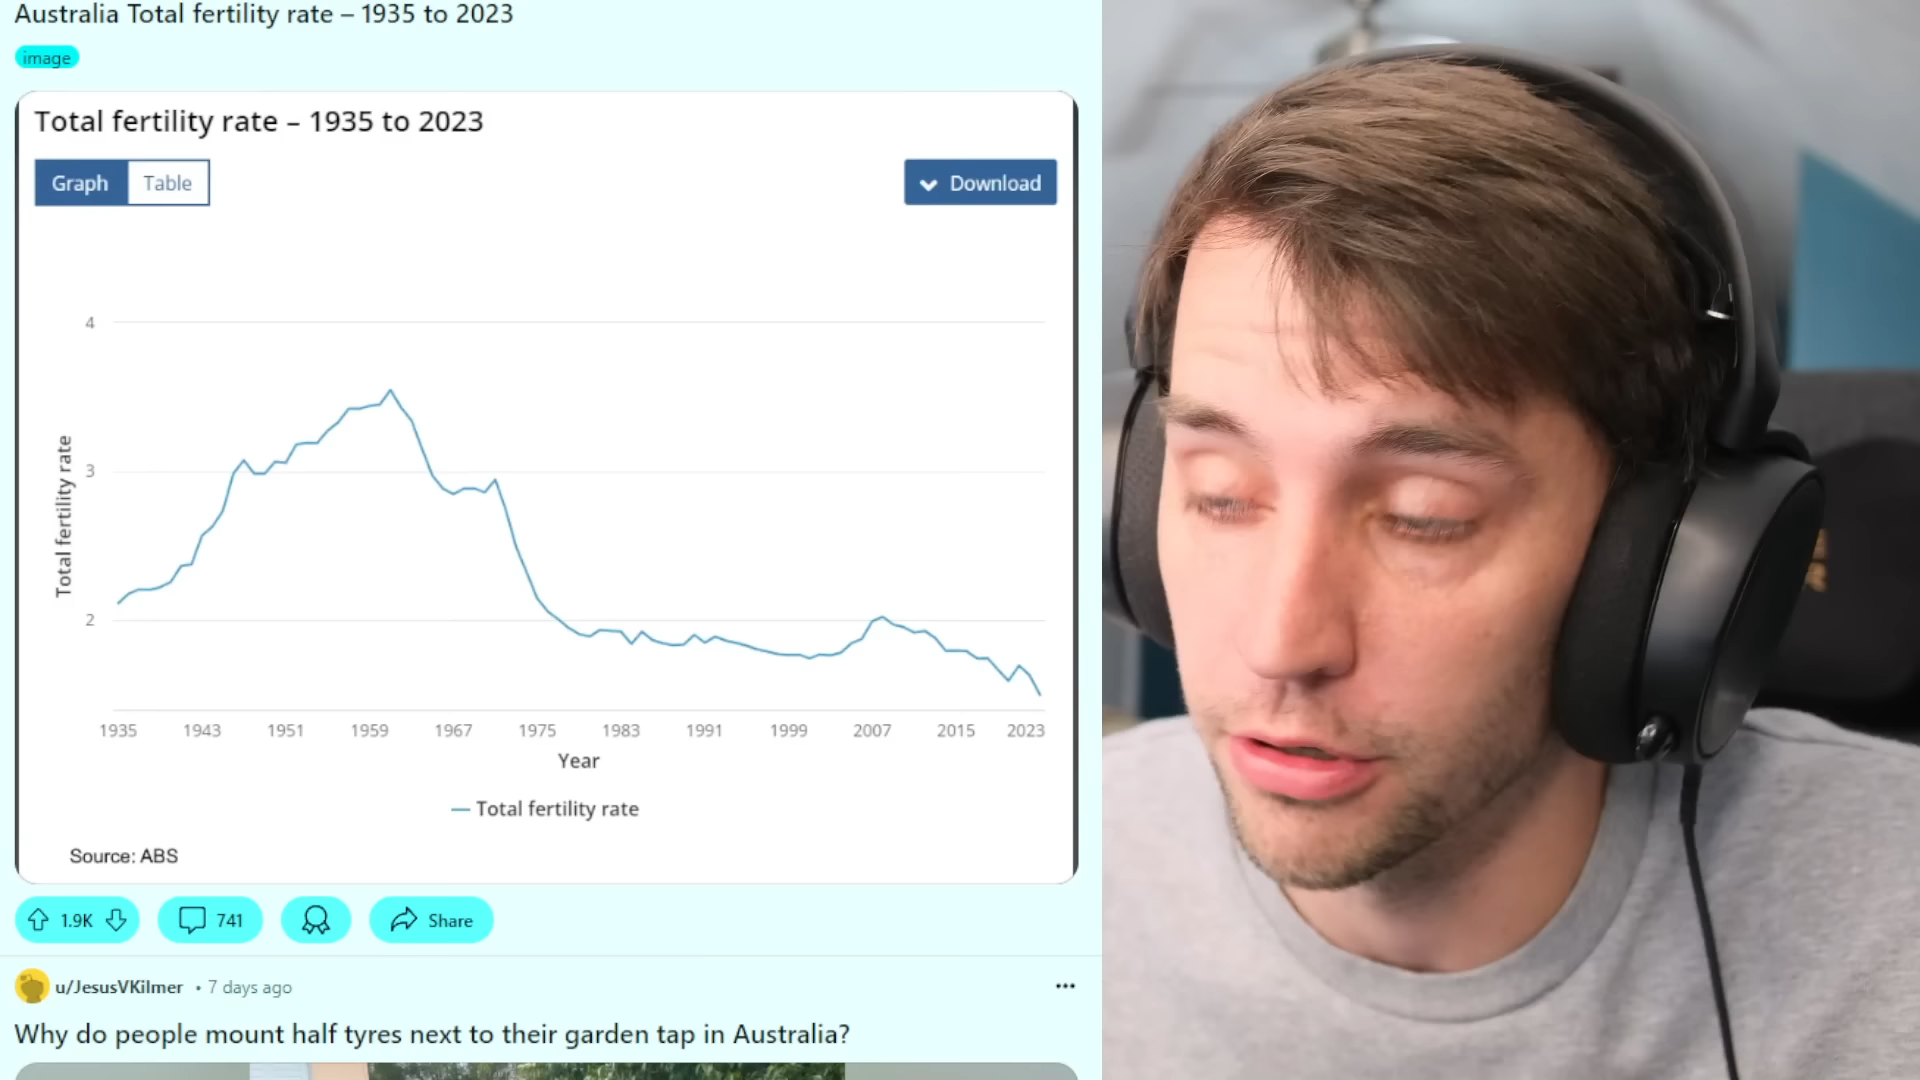 Australia Total fertility rate – 1935 to 2023
image
Total fertility rate – 1935 to 2023
Graph Table Download
4
3
2
Total fertility rate
1935 1943 1951 1959 1967 1975 1983 1991 1999 2007 2015 2023
Year
Total fertility rate
Source: ABS
1.9K 741 Share
u/JesusVKilmer • 7 days ago
Why do people mount half tyres next to their garden tap in Australia?